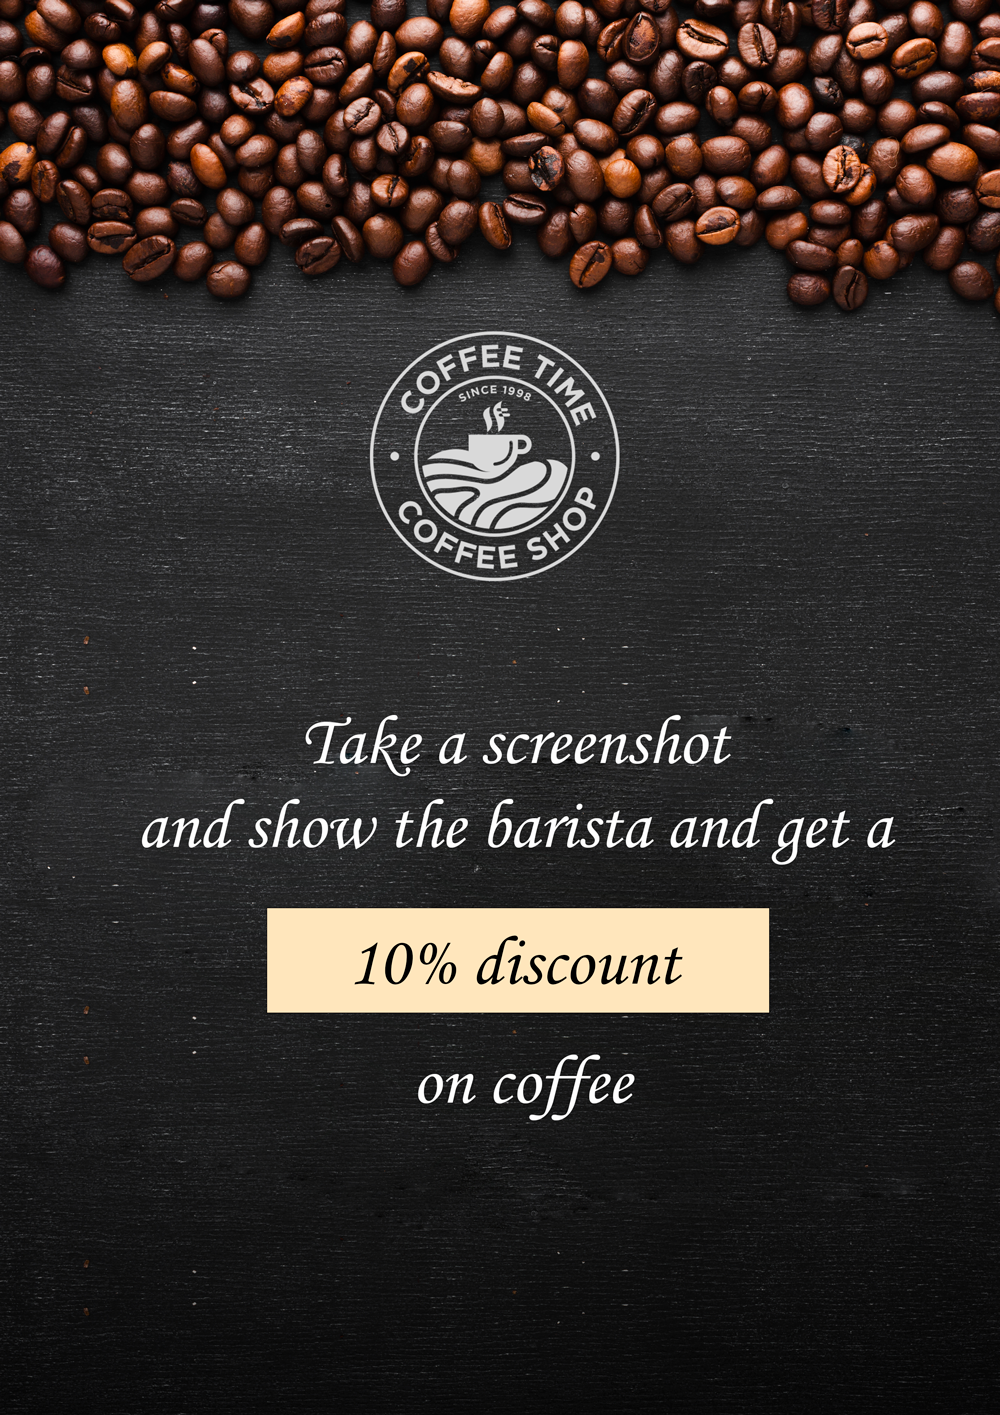 COFFEE TIME
SINCE 1998
COFFEE SHOP
Take a screenshot
and show the barista and get a
10% discount
on coffee